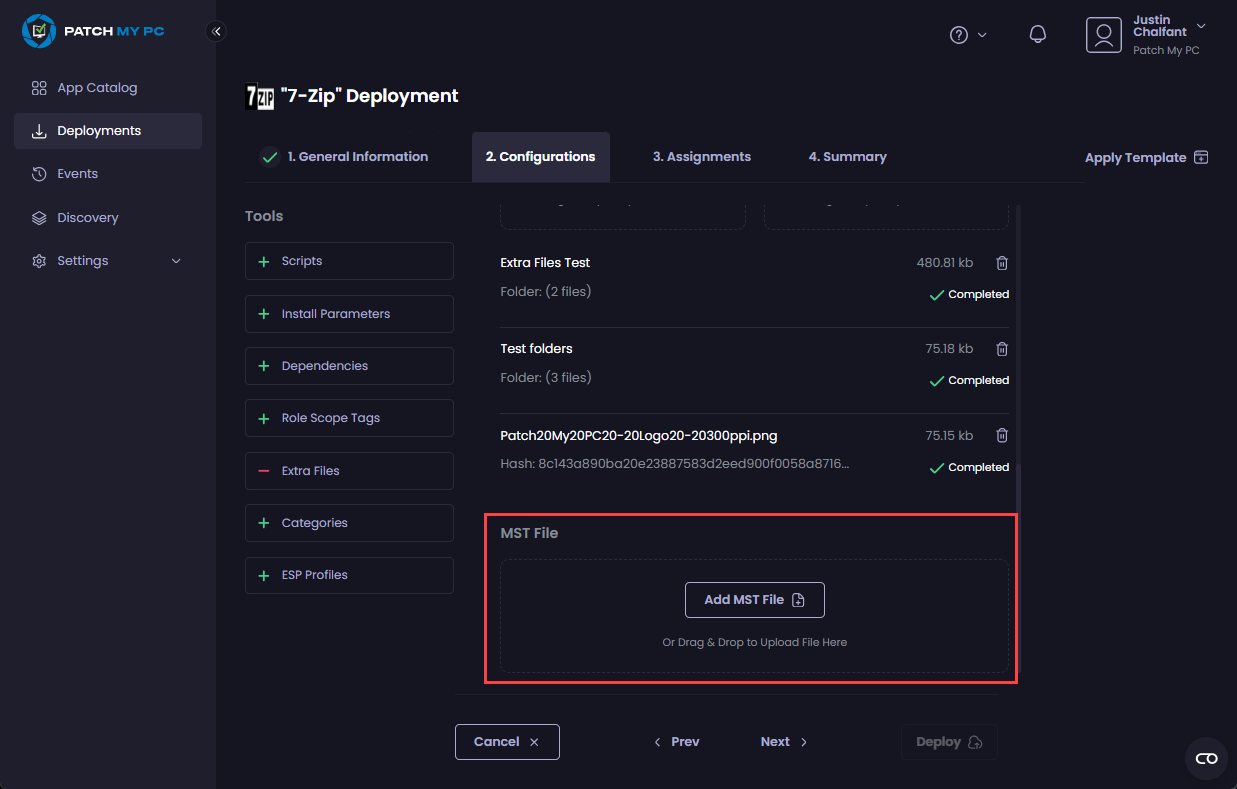 PATCH MY PC
Justin
Chalfant
Patch My PC
App Catalog
Deployments
Events
Discovery
Settings
7ZIP "7-Zip" Deployment
1. General Information
2. Configurations
3. Assignments
4. Summary
Apply Template
Tools
Scripts
Install Parameters
Dependencies
Role Scope Tags
Extra Files
Categories
ESP Profiles
Extra Files Test
480.81 kb
Folder: (2 files)
Completed
Test folders
75.18 kb
Folder: (3 files)
Completed
Patch20My20PC20-20Logo20-20300ppi.png
75.15 kb
Hash: 8c143a890ba20e23887583d2eed900f0058a8716...
Completed
MST File
Add MST File
Or Drag & Drop to Upload File Here
Cancel
Prev
Next
Deploy